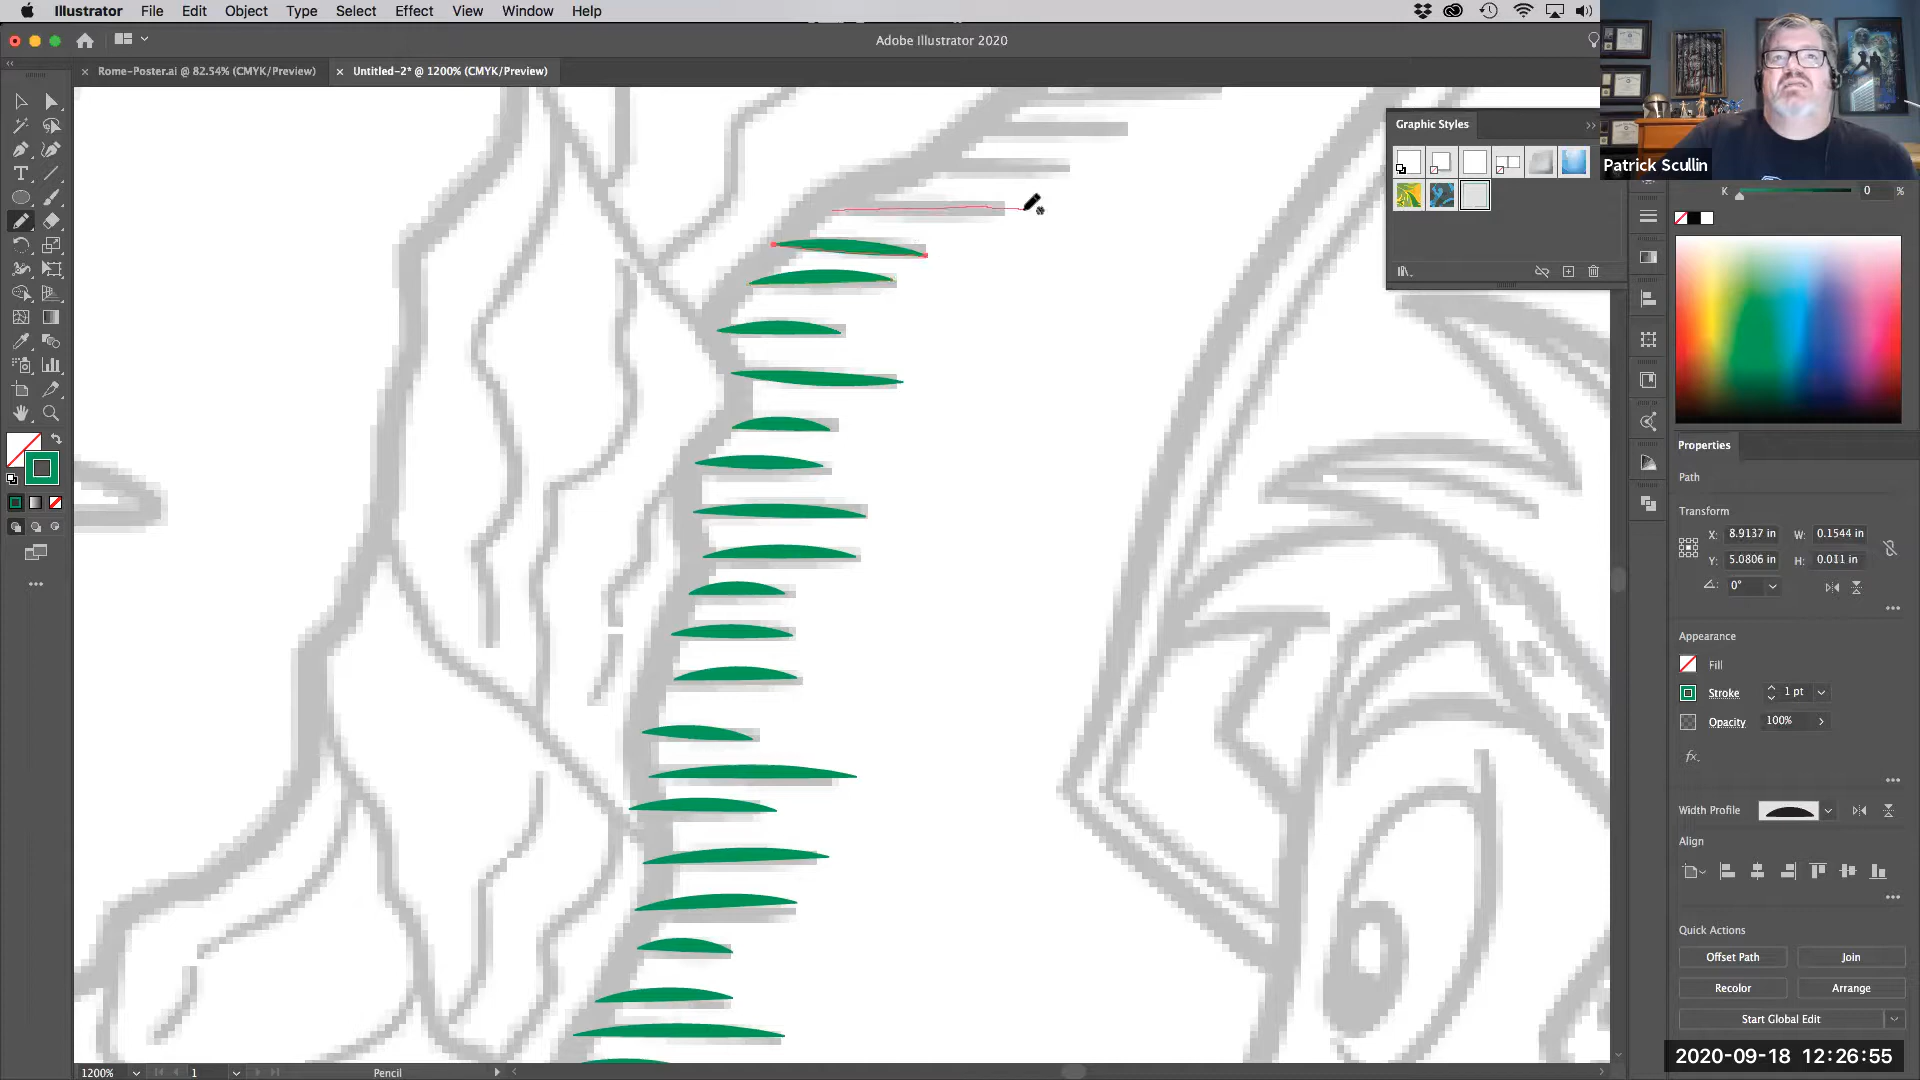 Illustrator File Edit Object Type Select Effect View Window Help
Adobe Illustrator 2020
Rome-Poster.ai @ 82.54% (CMYK/Preview)
Untitled-2* @ 1200% (CMYK/Preview)
Graphic Styles
Patrick Scullin
K 0 %
Properties
Path
Transform
X: 8.9137 in W: 0.1544 in
Y: 5.0806 in H: 0.011 in
0°
Appearance
Fill
Stroke 1 pt
Opacity 100%
fx.
Width Profile
Align
Quick Actions
Offset Path Join
Recolor Arrange
Start Global Edit
2020-09-18 12:26:55
1200% 1 Pencil